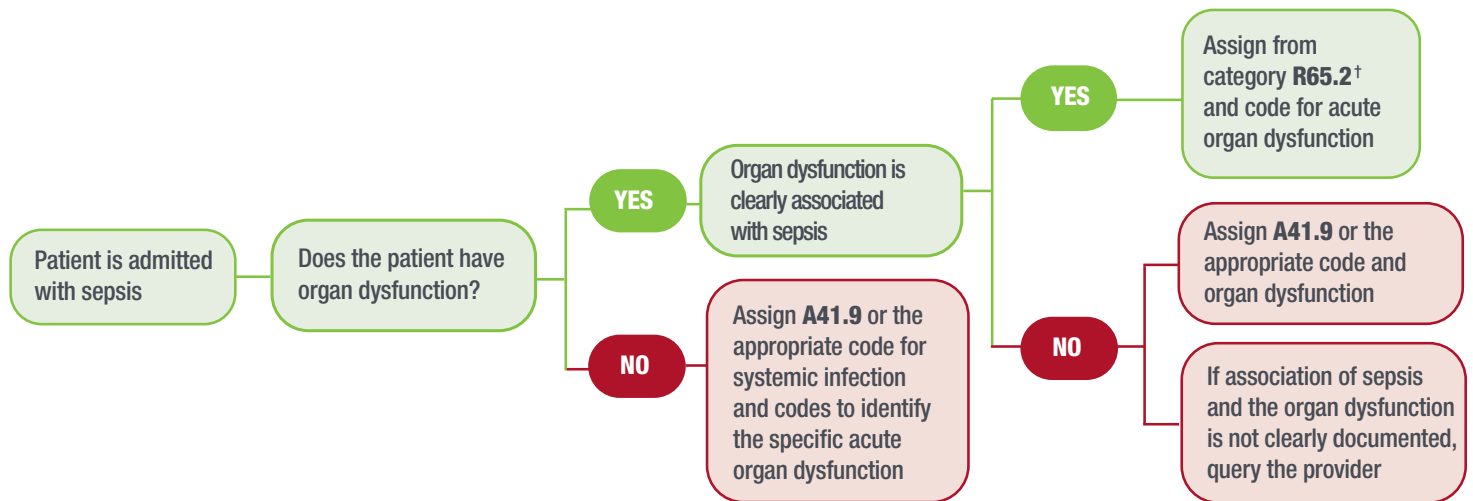 Patient is admitted
with sepsis
Does the patient have
organ dysfunction?
YES
Organ dysfunction is
clearly associated
with sepsis
YES
Assign from
category R65.2†
and code for acute
organ dysfunction
NO
Assign A41.9 or the
appropriate code and
organ dysfunction
If association of sepsis
and the organ dysfunction
is not clearly documented,
query the provider
NO
Assign A41.9 or the
appropriate code for
systemic infection
and codes to identify
the specific acute
organ dysfunction